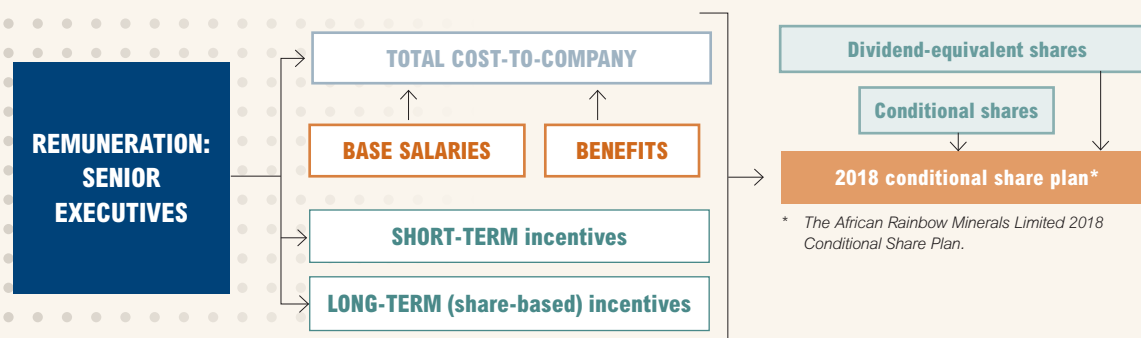 REMUNERATION:
SENIOR
EXECUTIVES
TOTAL COST-TO-COMPANY
BASE SALARIES
BENEFITS
SHORT-TERM incentives
LONG-TERM (share-based) incentives
Dividend-equivalent shares
Conditional shares
2018 conditional share plan*
* The African Rainbow Minerals Limited 2018
Conditional Share Plan.